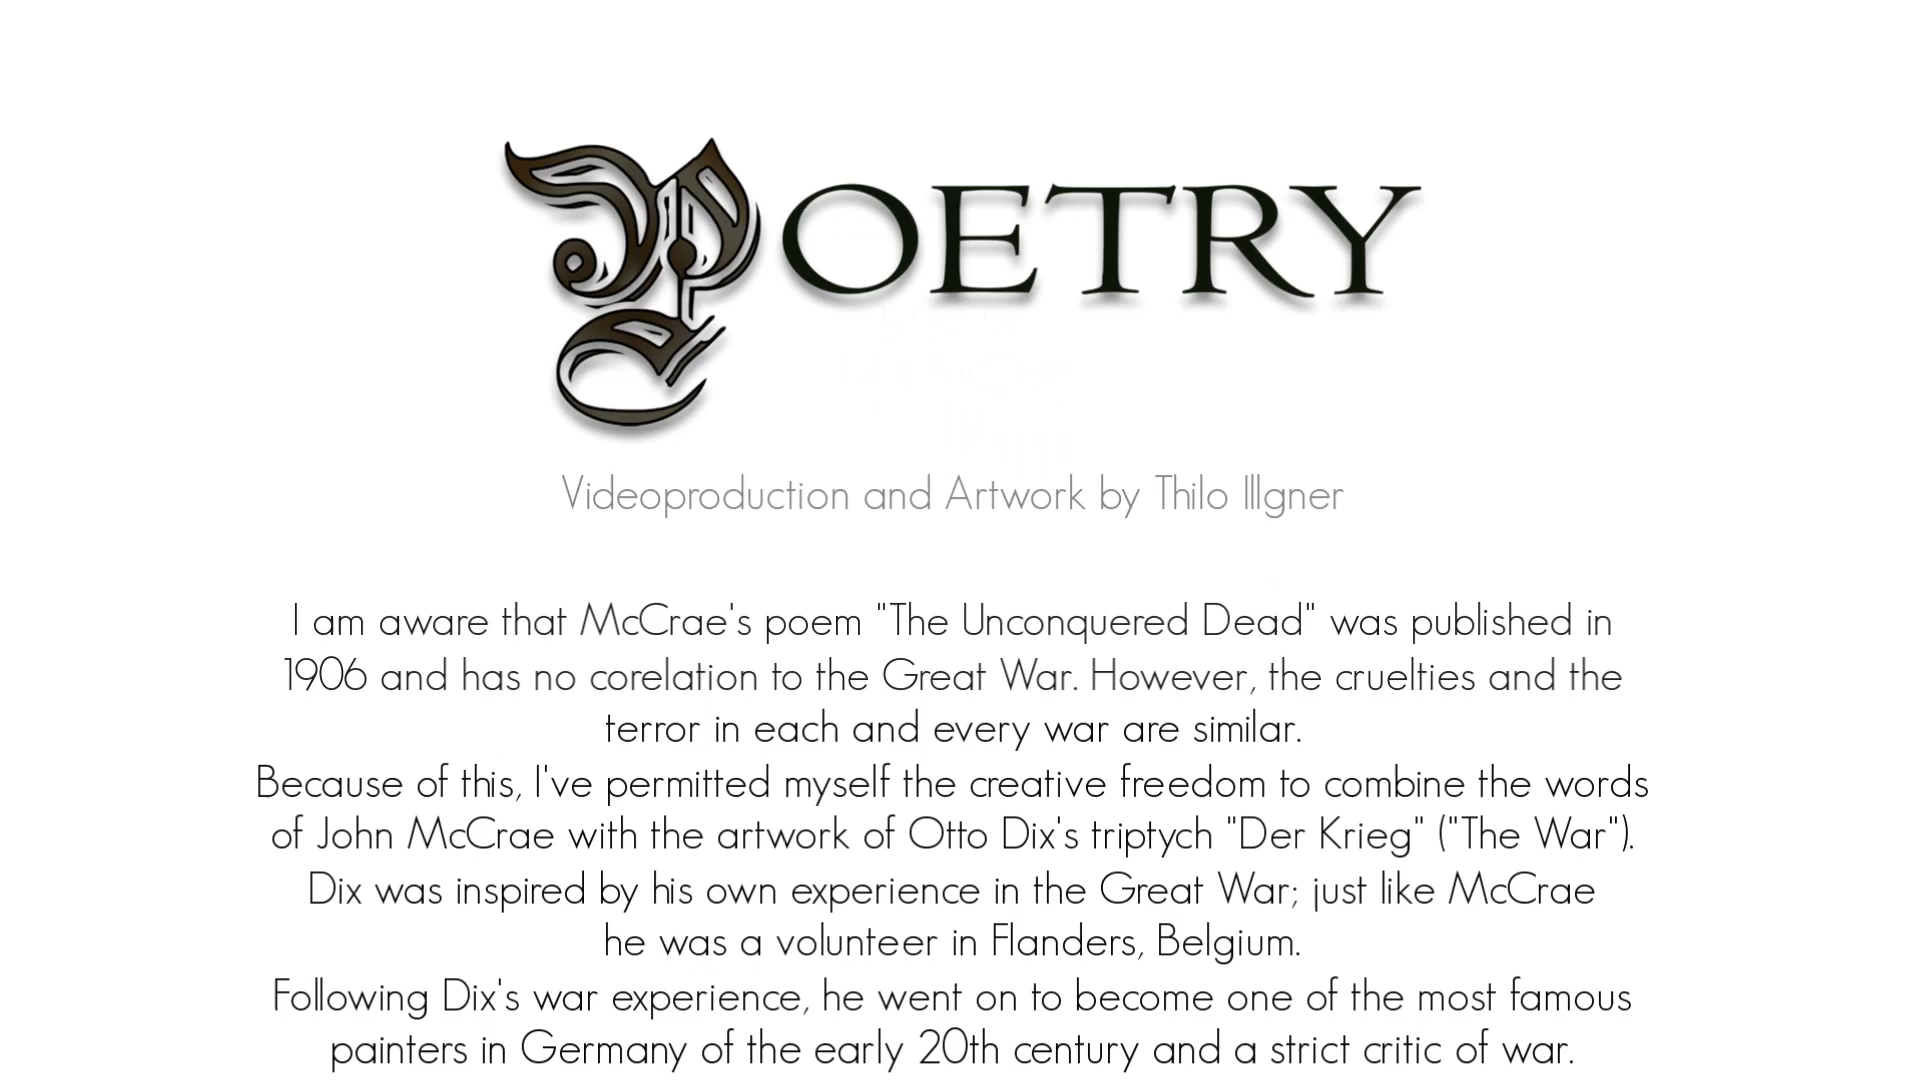 POETRY
Videoproduction and Artwork by Thilo Illgner
I am aware that McCrae's poem "The Unconquered Dead" was published in
1906 and has no corelation to the Great War. However, the cruelties and the
terror in each and every war are similar.
Because of this, I've permitted myself the creative freedom to combine the words
of John McCrae with the artwork of Otto Dix's triptych "Der Krieg" ("The War").
Dix was inspired by his own experience in the Great War; just like McCrae
he was a volunteer in Flanders, Belgium.
Following Dix's war experience, he went on to become one of the most famous
painters in Germany of the early 20th century and a strict critic of war.